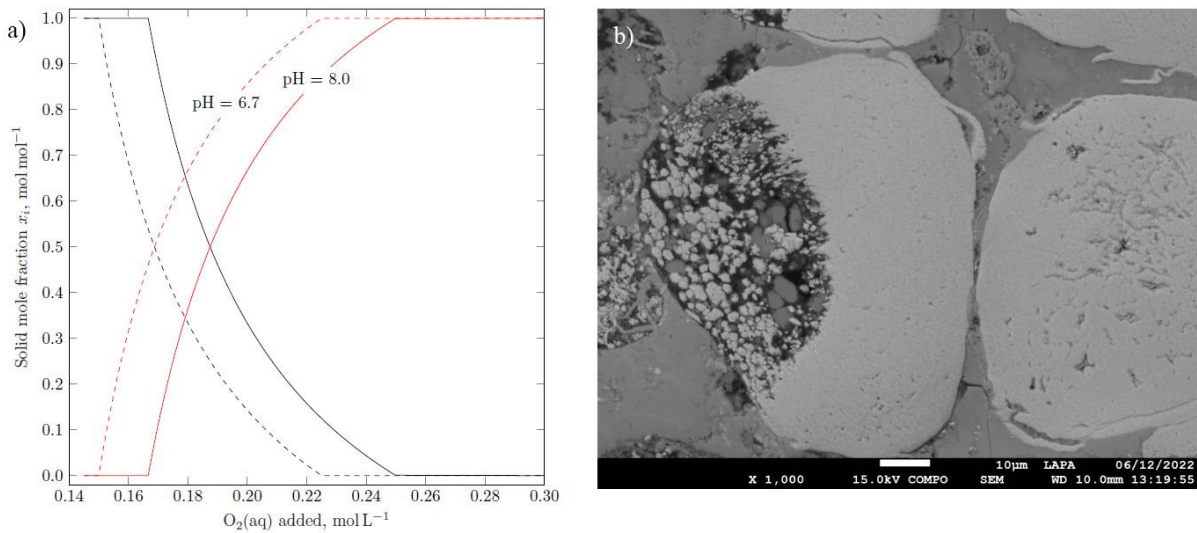 a)
1.0
0.9
0.8
0.7
0.6
0.5
0.4
0.3
0.2
0.1
0.0
Solid mole fraction xᵢ, mol mol⁻¹
pH = 8.0
pH = 6.7
0.14 0.16 0.18 0.20 0.22 0.24 0.26 0.28 0.30
O₂(aq) added, mol L⁻¹
b)
10μm LAPA 06/12/2022
X 1,000 15.0kV COMPO SEM WD 10.0mm 13:19:55